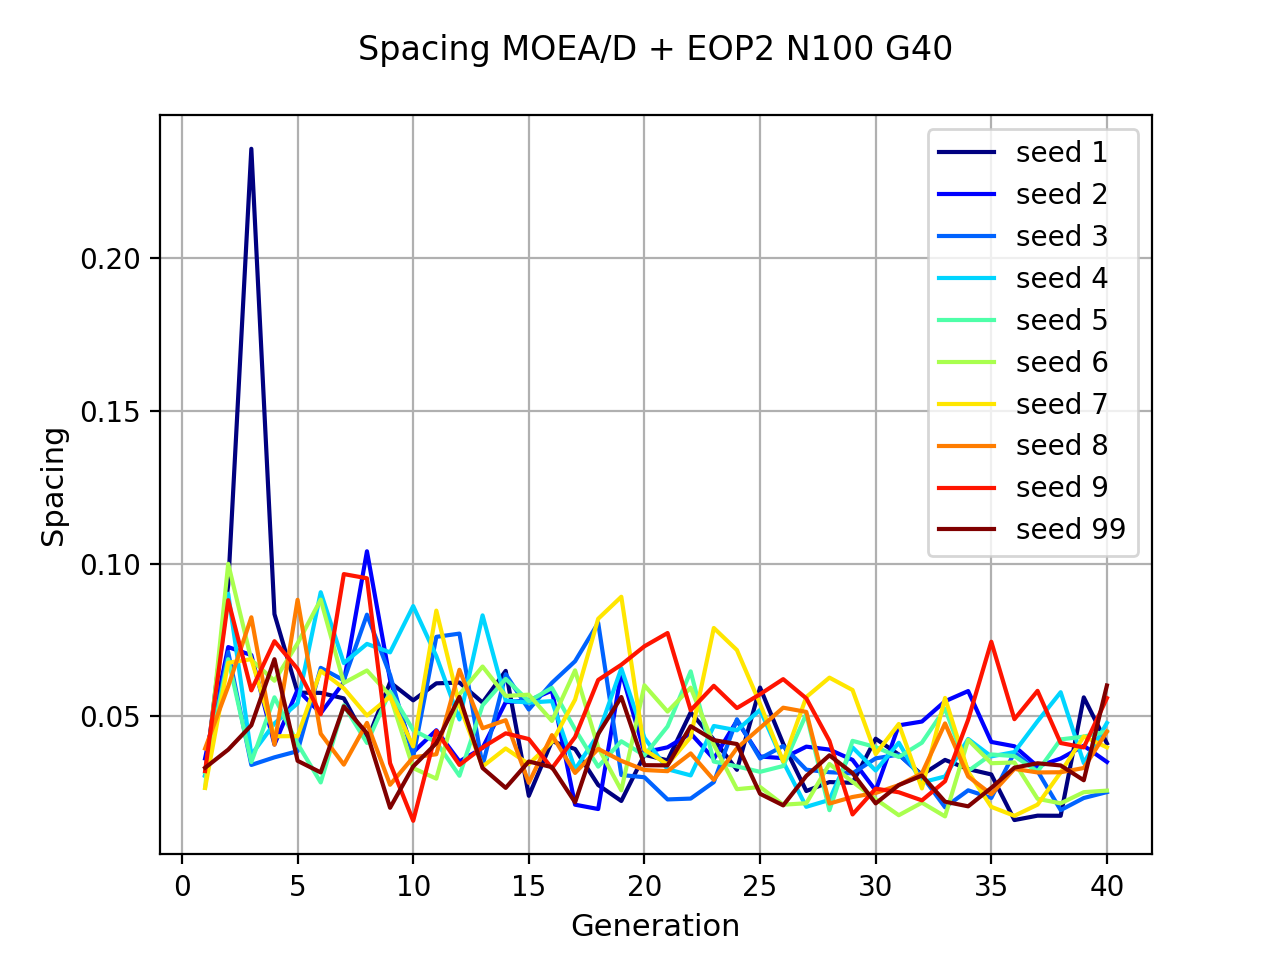 Spacing MOEA/D + EOP2 N100 G40
seed 1
seed 2
seed 3
seed 4
seed 5
seed 6
seed 7
seed 8
seed 9
seed 99
0.20
0.15
0.10
0.05
Spacing
0 5 10 15 20 25 30 35 40
Generation